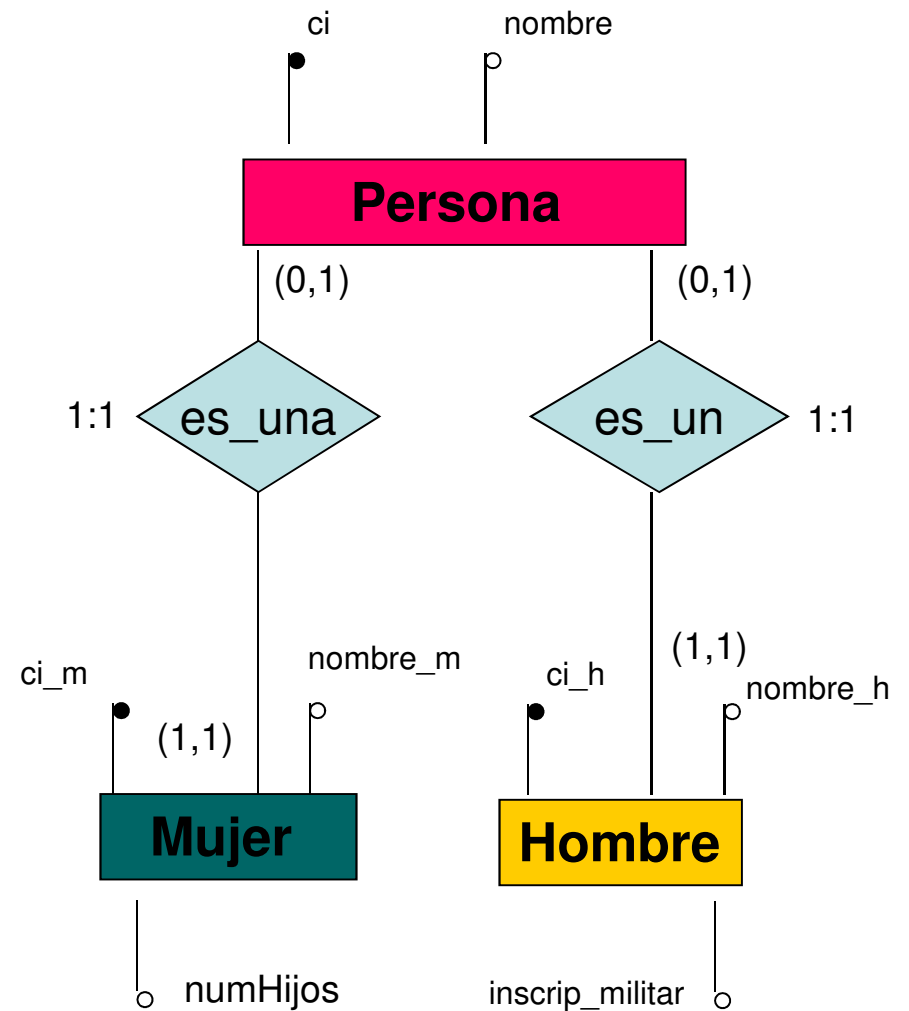 ci
nombre
Persona
(0,1)
(0,1)
1:1
es_una
es_un
1:1
ci_m
nombre_m
(1,1)
ci_h
(1,1)
nombre_h
Mujer
Hombre
numHijos
inscrip_militar